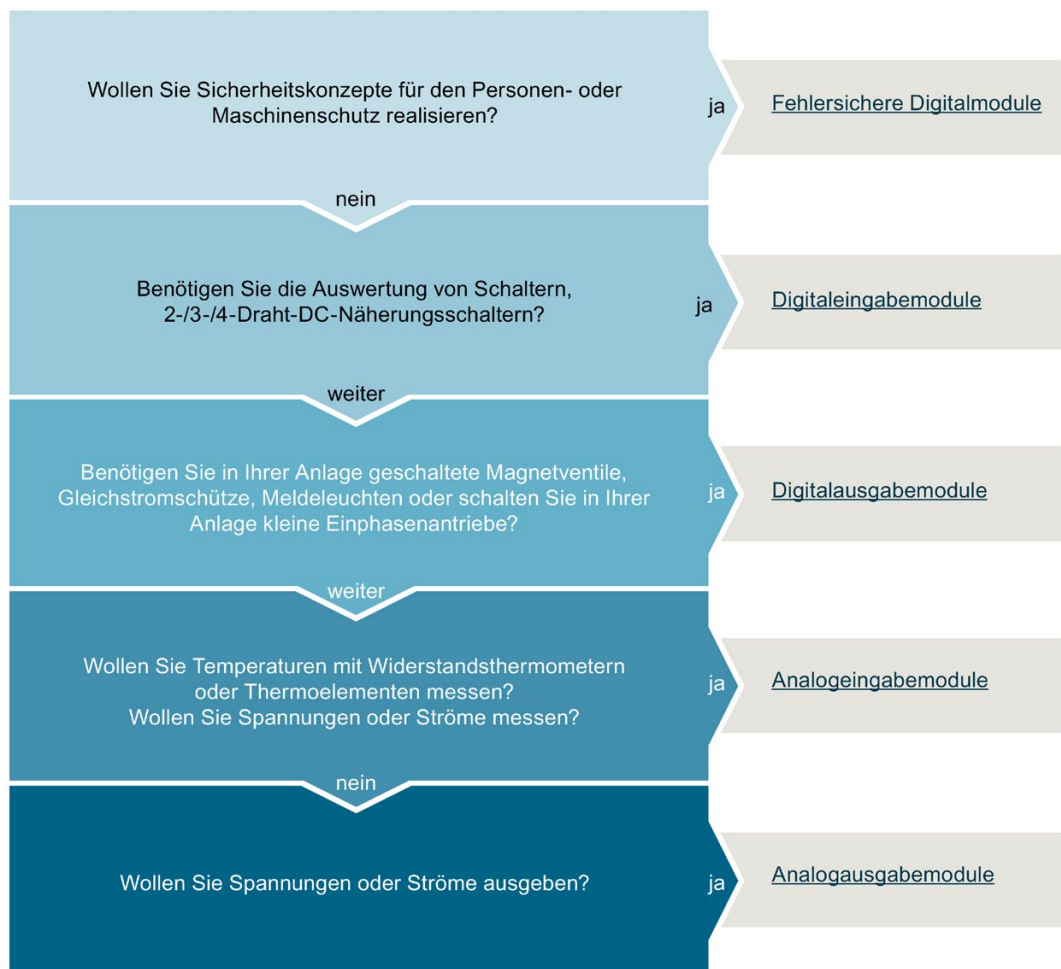 Wollen Sie Sicherheitskonzepte für den Personen- oder
Maschinenschutz realisieren?
ja
Fehlersichere Digitalmodule
nein
Benötigen Sie die Auswertung von Schaltern,
2-/3-/4-Draht-DC-Näherungsschaltern?
ja
Digitaleingabemodule
weiter
Benötigen Sie in Ihrer Anlage geschaltete Magnetventile,
Gleichstromschütze, Meldeleuchten oder schalten Sie in Ihrer
Anlage kleine Einphasenantriebe?
ja
Digitalausgabemodule
weiter
Wollen Sie Temperaturen mit Widerstandsthermometern
oder Thermoelementen messen?
Wollen Sie Spannungen oder Ströme messen?
ja
Analogeingabemodule
nein
Wollen Sie Spannungen oder Ströme ausgeben?
ja
Analogausgabemodule